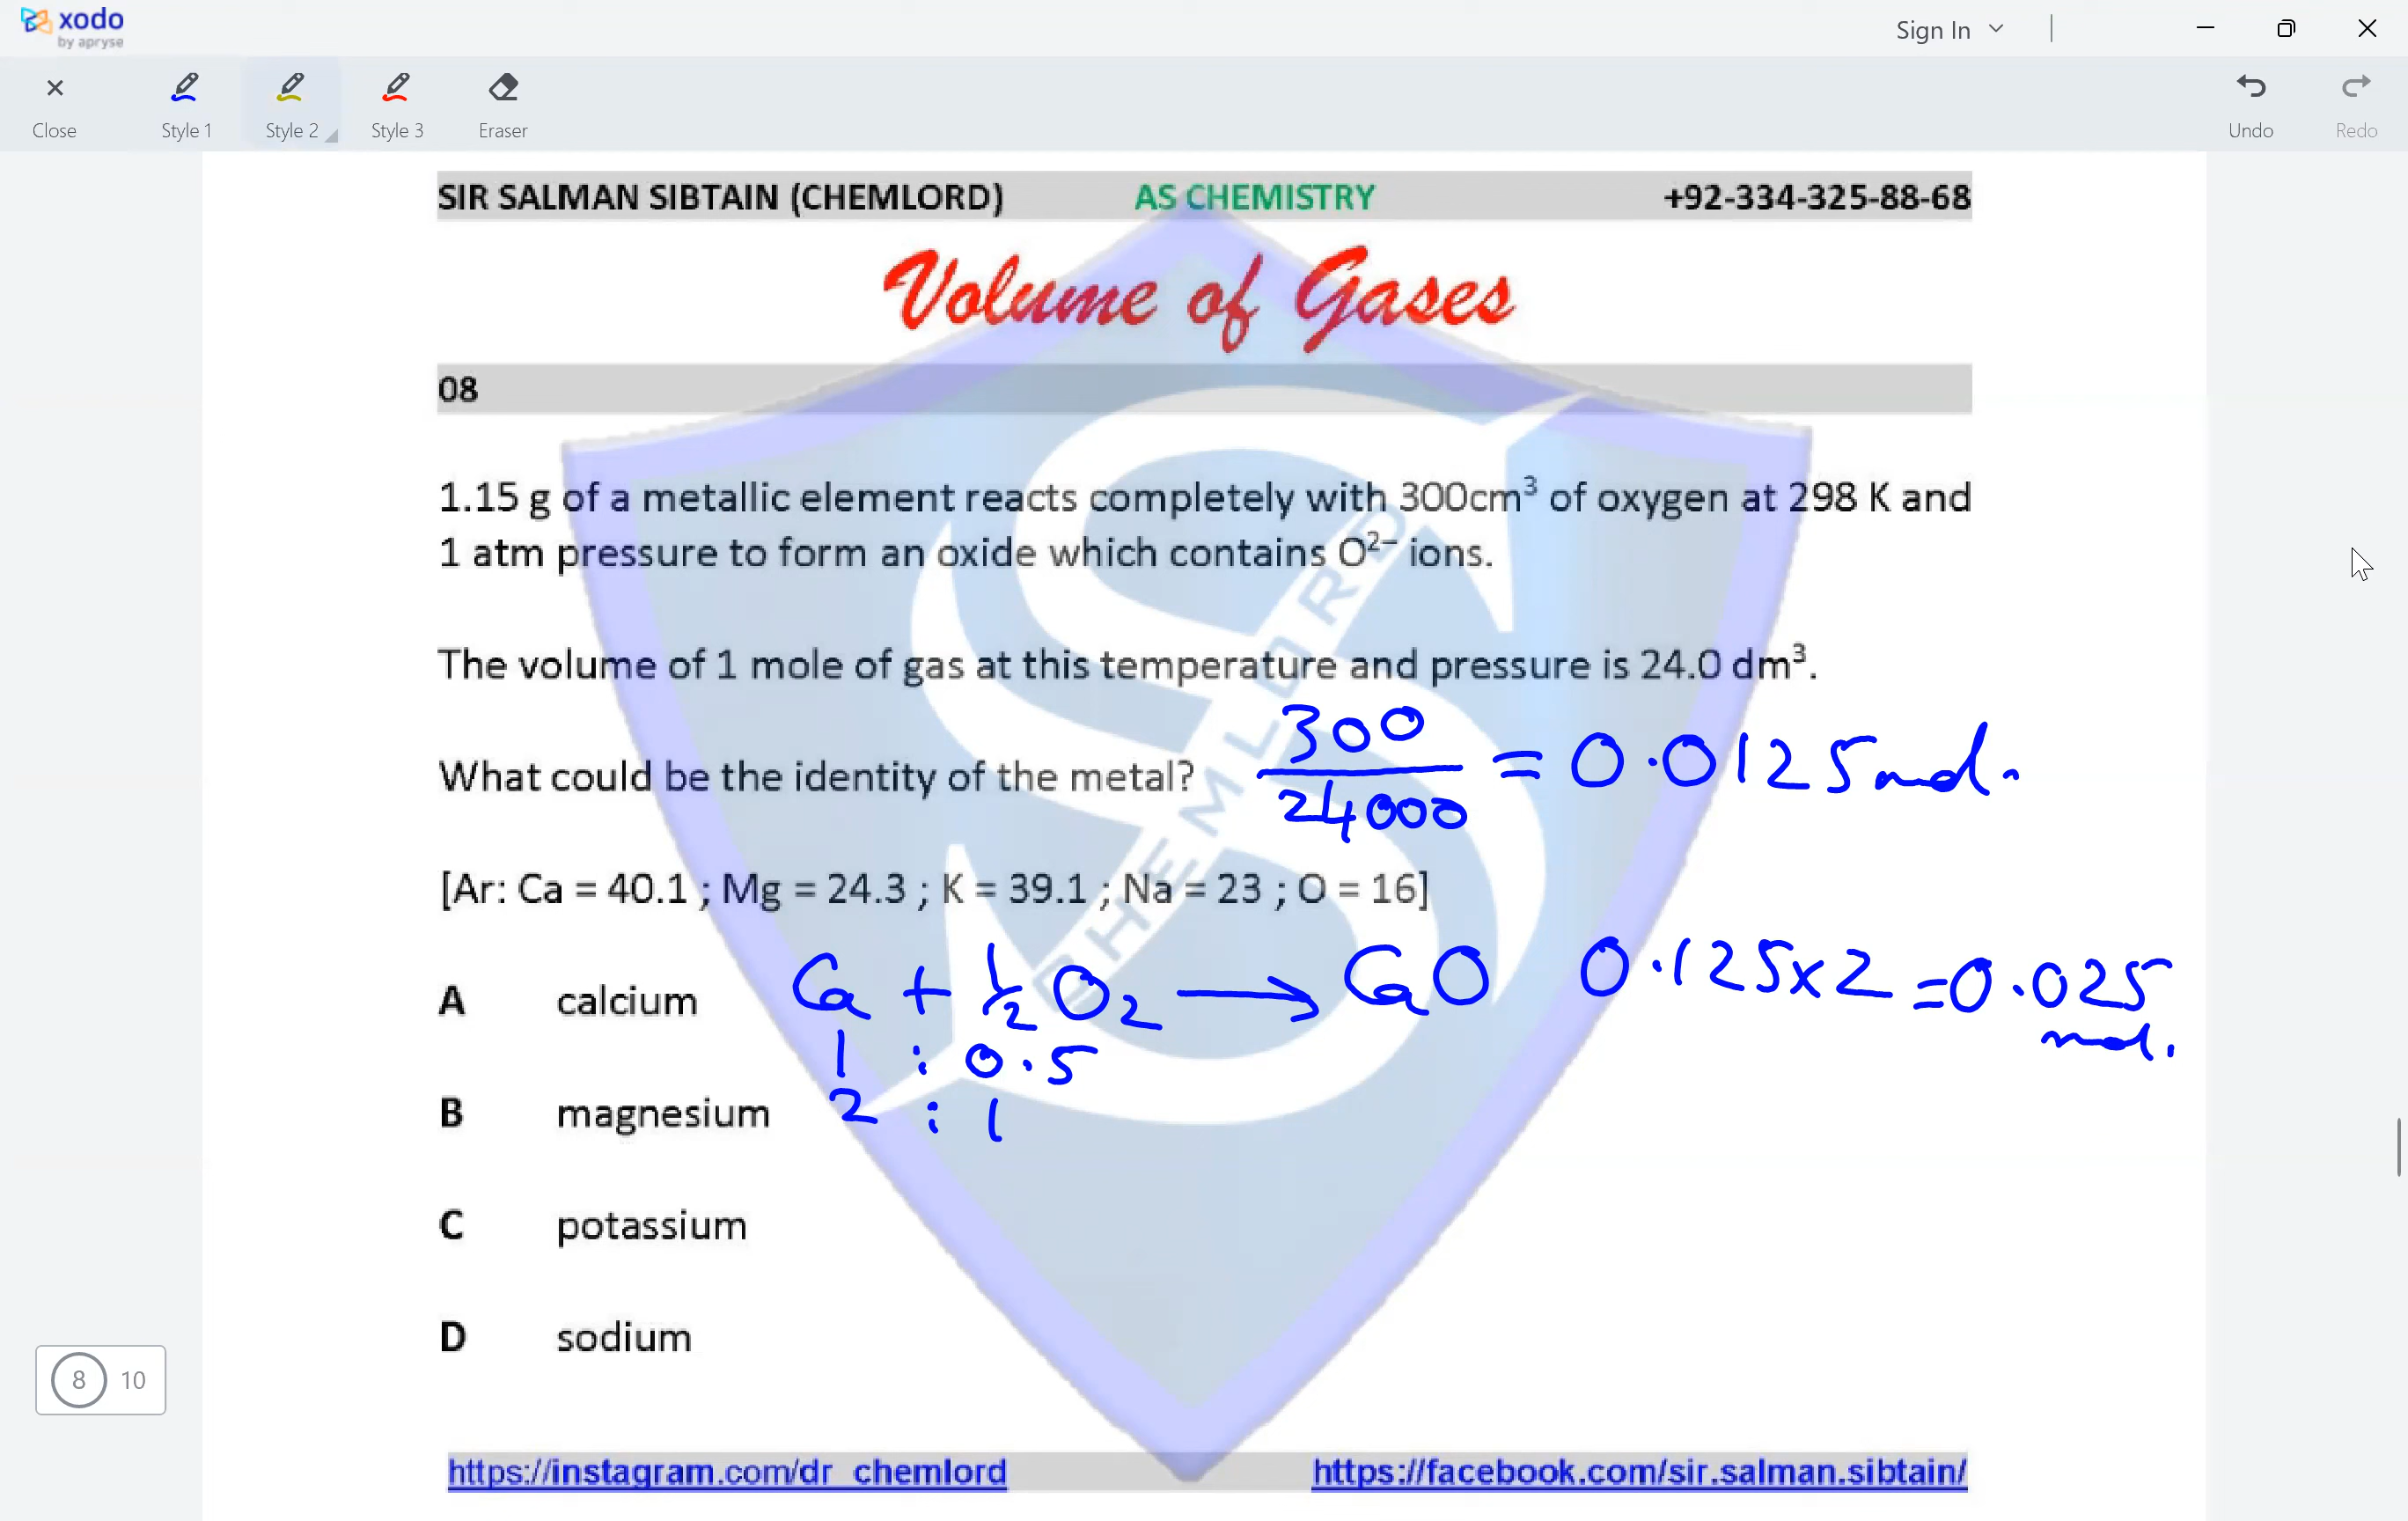 xodo
by apryse
Sign In
Close
Style 1
Style 2
Style 3
Eraser
Undo
Redo
SIR SALMAN SIBTAIN (CHEMLORD) AS CHEMISTRY +92-334-325-88-68
Volume of Gases
08
1.15 g of a metallic element reacts completely with 300cm³ of oxygen at 298 K and
1 atm pressure to form an oxide which contains O²⁻ ions.
The volume of 1 mole of gas at this temperature and pressure is 24.0 dm³.
What could be the identity of the metal?
300/24000 = 0.0125mol.
[Ar: Ca = 40.1 ; Mg = 24.3 ; K = 39.1 ; Na = 23 ; O = 16]
A calcium
Ca + ½O₂ → CaO
0.125x2 =0.025
mol.
1 : 0.5
B magnesium
2 : 1
C potassium
D sodium
8 10
https://instagram.com/dr_chemlord https://facebook.com/sir.salman.sibtain/
CHEMLORD